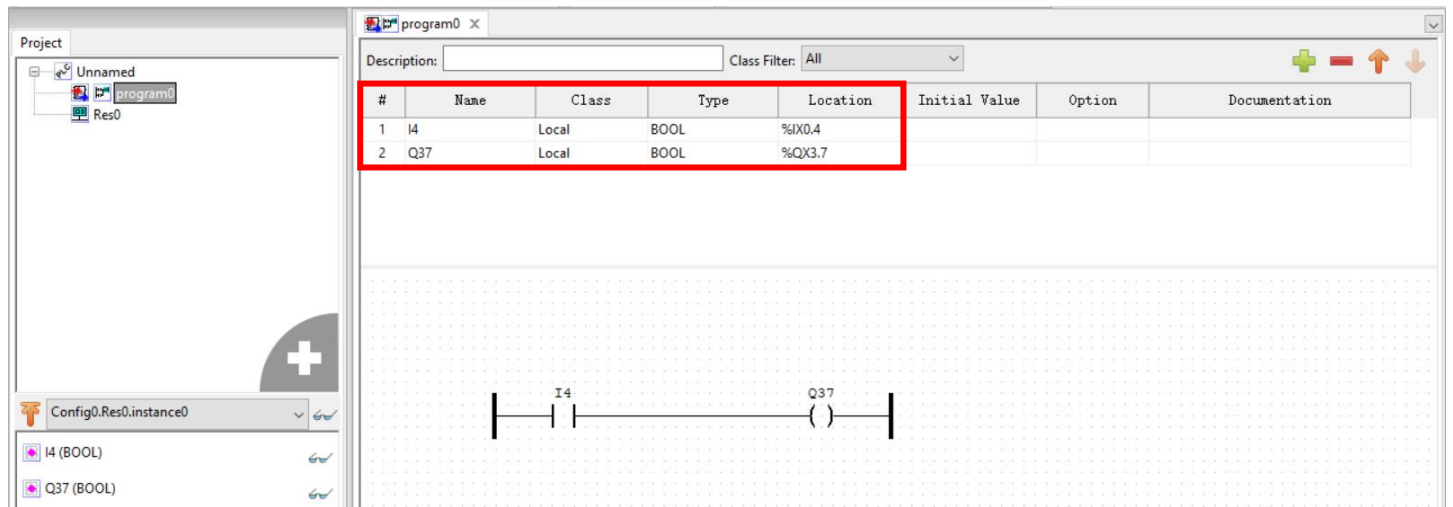 Project
Unnamed
program0
Res0
Config0.Res0.instance0
I4 (BOOL)
Q37 (BOOL)
program0
Description: Class Filter: All
# Name Class Type Location Initial Value Option Documentation
1 I4 Local BOOL %IX0.4
2 Q37 Local BOOL %QX3.7
I4 Q37